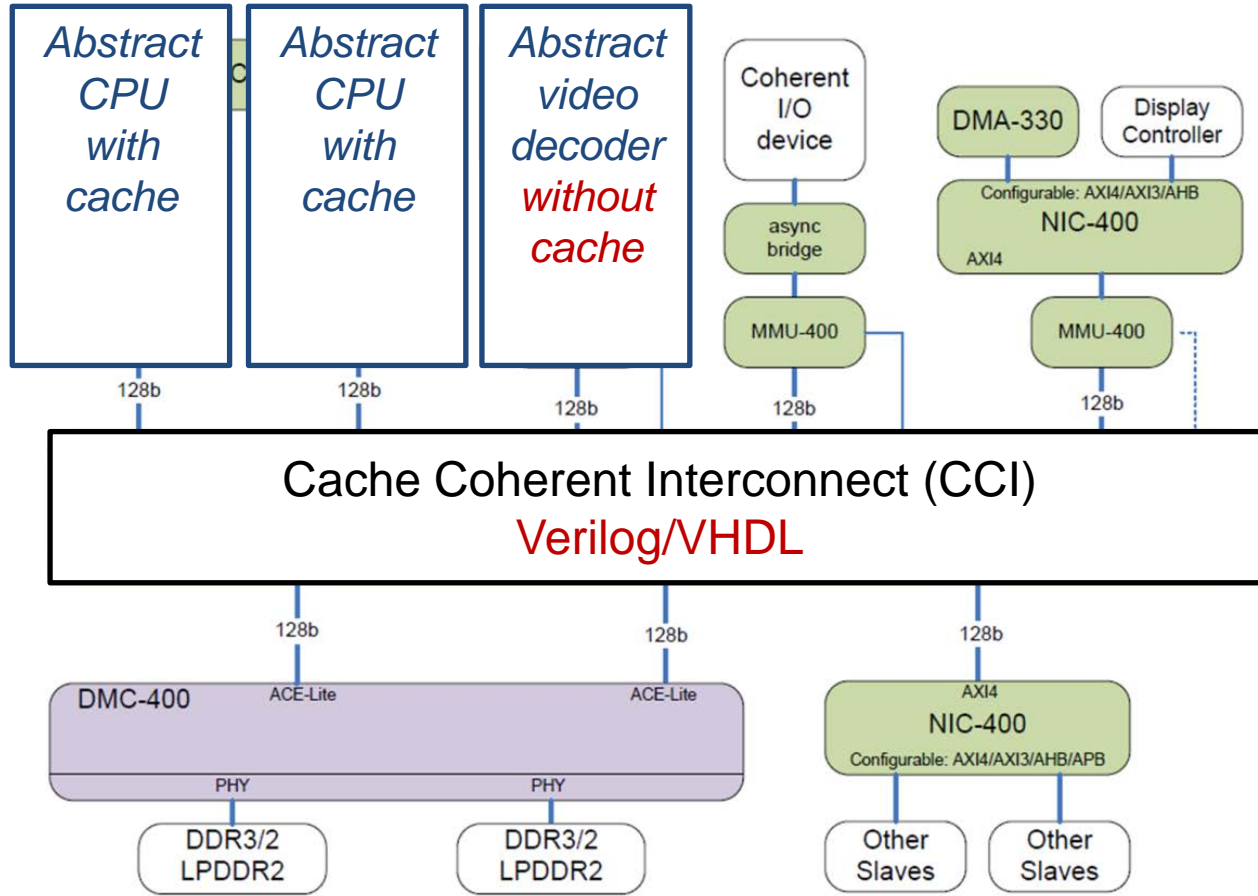 Abstract
CPU
with
cache
Abstract
CPU
with
cache
Abstract
video
decoder
without
cache
C
Coherent
I/O
device
DMA-330
Display
Controller
async
bridge
Configurable: AXI4/AXI3/AHB
NIC-400
AXI4
MMU-400
MMU-400
128b
128b
128b
128b
128b
Cache Coherent Interconnect (CCI)
Verilog/VHDL
128b
128b
128b
DMC-400
ACE-Lite
ACE-Lite
PHY
PHY
AXI4
NIC-400
Configurable: AXI4/AXI3/AHB/APB
DDR3/2
LPDDR2
DDR3/2
LPDDR2
Other
Slaves
Other
Slaves